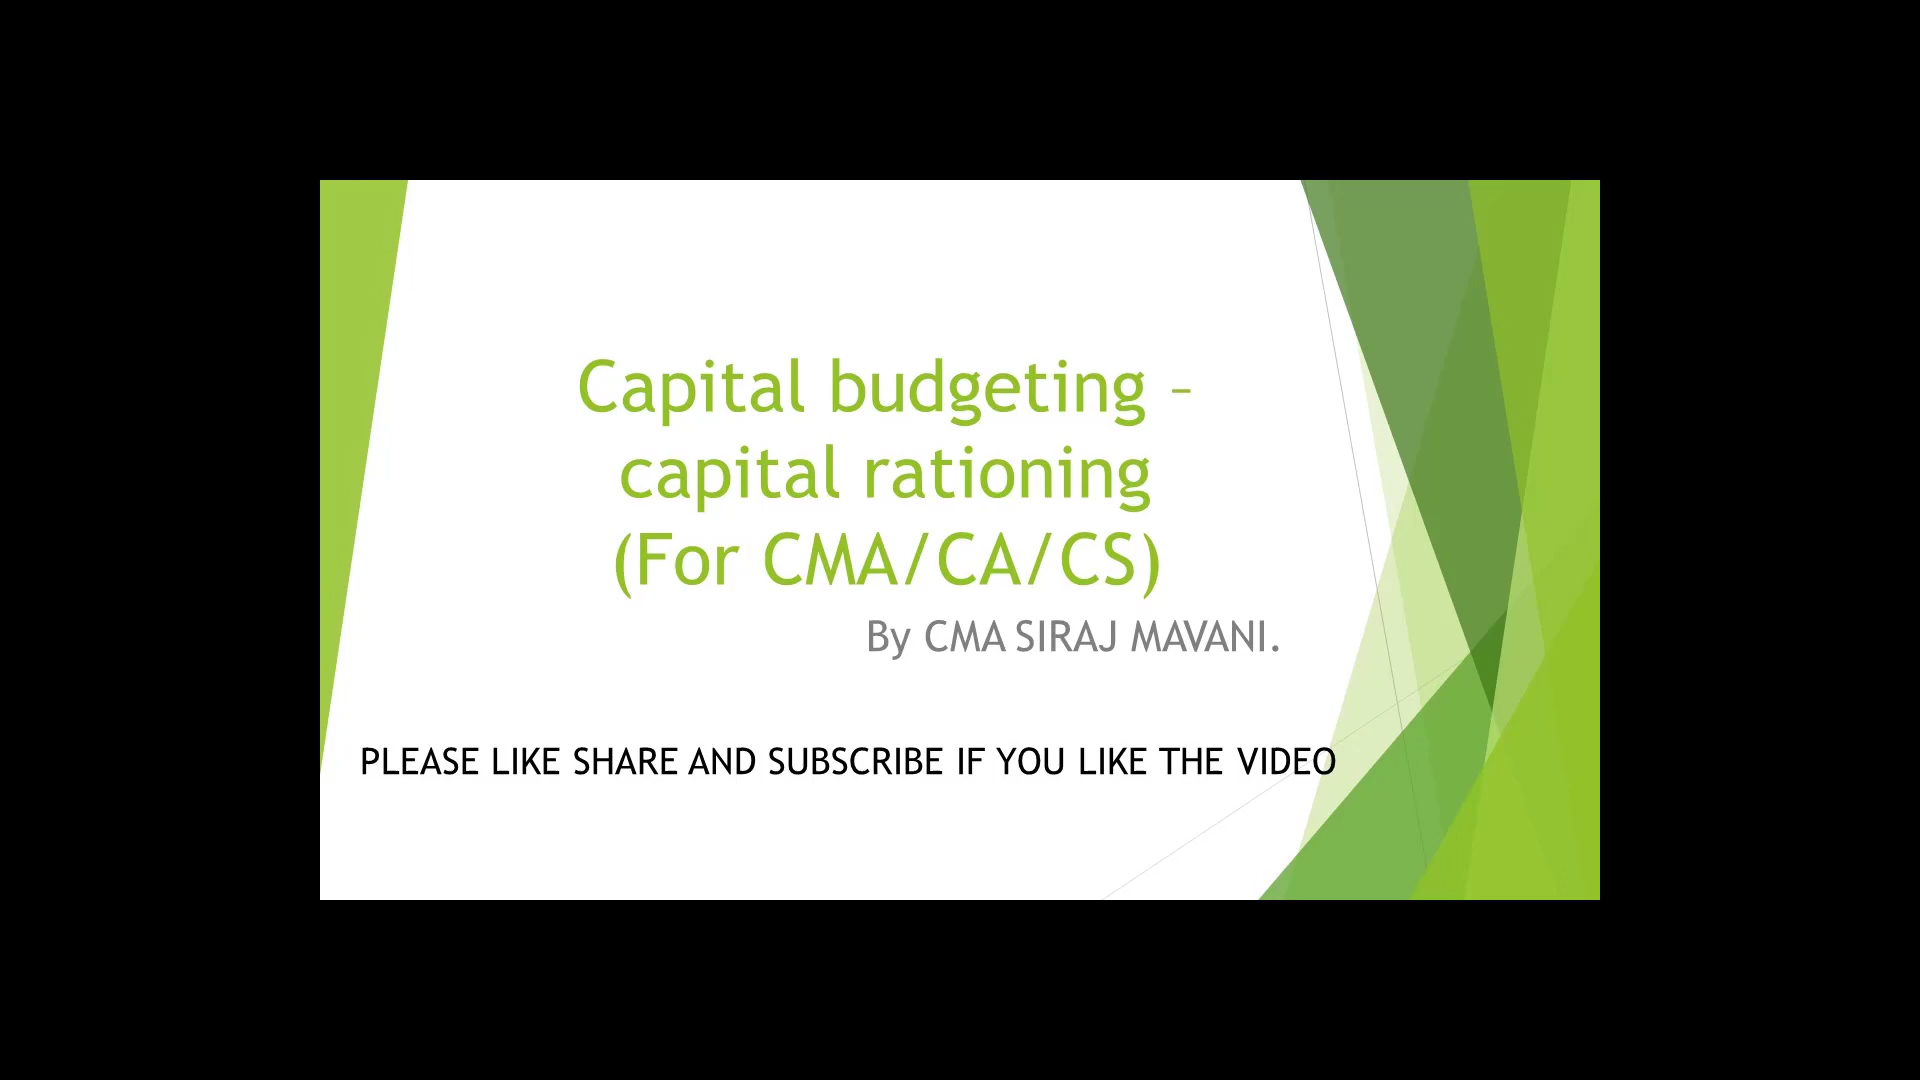 Capital budgeting –
capital rationing
(For CMA/CA/CS)
By CMA SIRAJ MAVANI.
PLEASE LIKE SHARE AND SUBSCRIBE IF YOU LIKE THE VIDEO